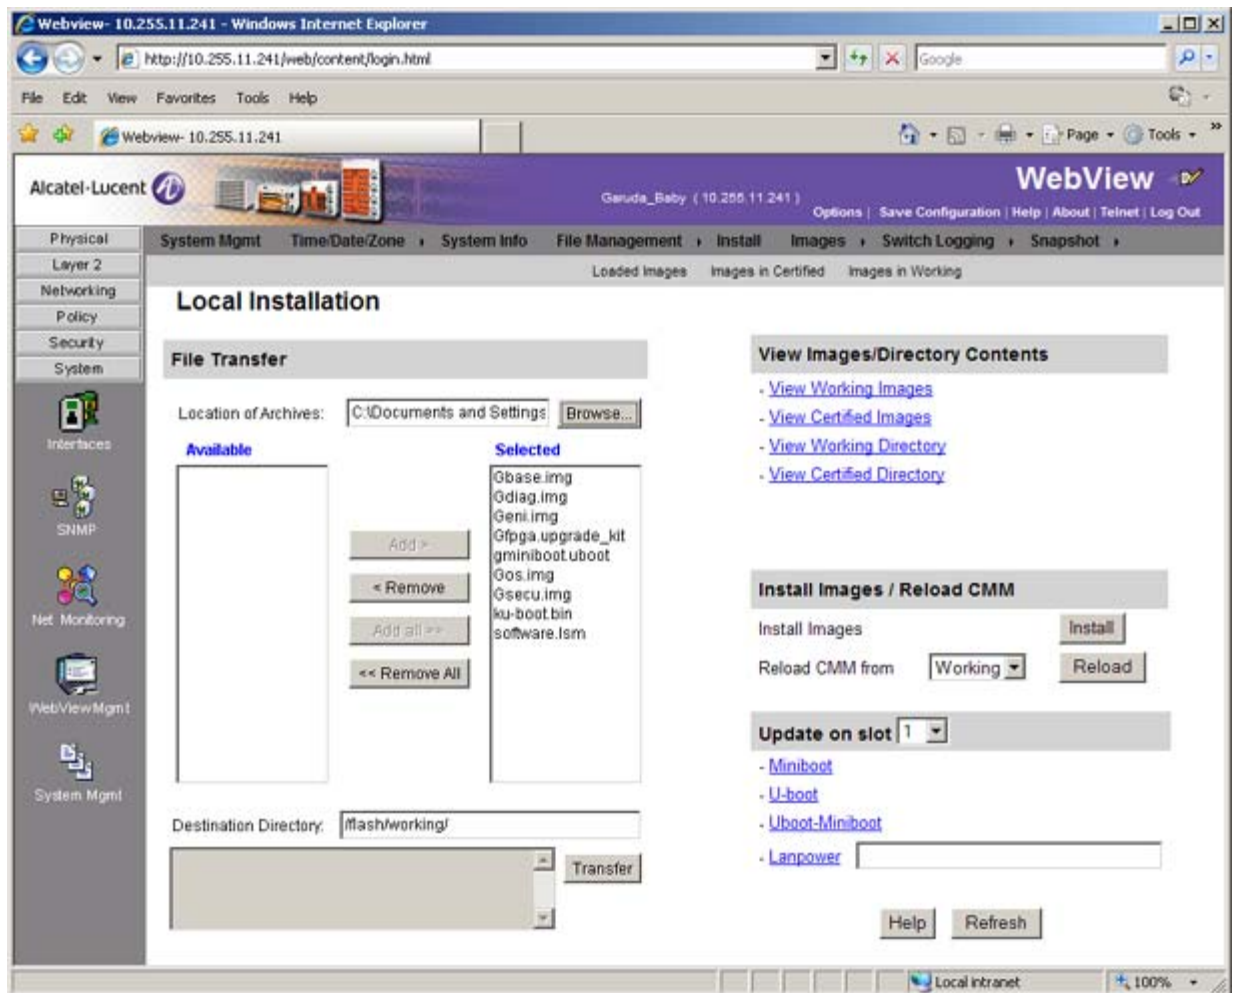 Webview- 10.255.11.241 - Windows Internet Explorer
http://10.255.11.241/web/content/login.html
Google
File Edit View Favorites Tools Help
Webview- 10.255.11.241
Page Tools
Alcatel-Lucent
WebView
Garuda_Baby ( 10.255.11.241 )
Options | Save Configuration | Help | About | Telnet | Log Out
Physical
Layer 2
Networking
Policy
Security
System
Interfaces
SNMP
Net Monitoring
WebViewMgmt
System Mgmt
System Mgmt Time/Date/Zone System Info File Management Install Images Switch Logging Snapshot
Loaded Images Images in Certified Images in Working
Local Installation
File Transfer
Location of Archives: C:\Documents and Settings Browse...
Available
Selected
Gbase.img
Gdiag.img
Geni.img
Gfpga.upgrade_kit
gminiboot.uboot
Gos.img
Gsecu.img
ku-boot.bin
software.lsm
Add >
< Remove
Add all >>
<< Remove All
Destination Directory: /flash/working/
Transfer
View Images/Directory Contents
- View Working Images
- View Certified Images
- View Working Directory
- View Certified Directory
Install Images / Reload CMM
Install Images Install
Reload CMM from Working Reload
Update on slot 1
- Miniboot
- U-boot
- Uboot-Miniboot
- Lanpower
Help Refresh
Local intranet 100%